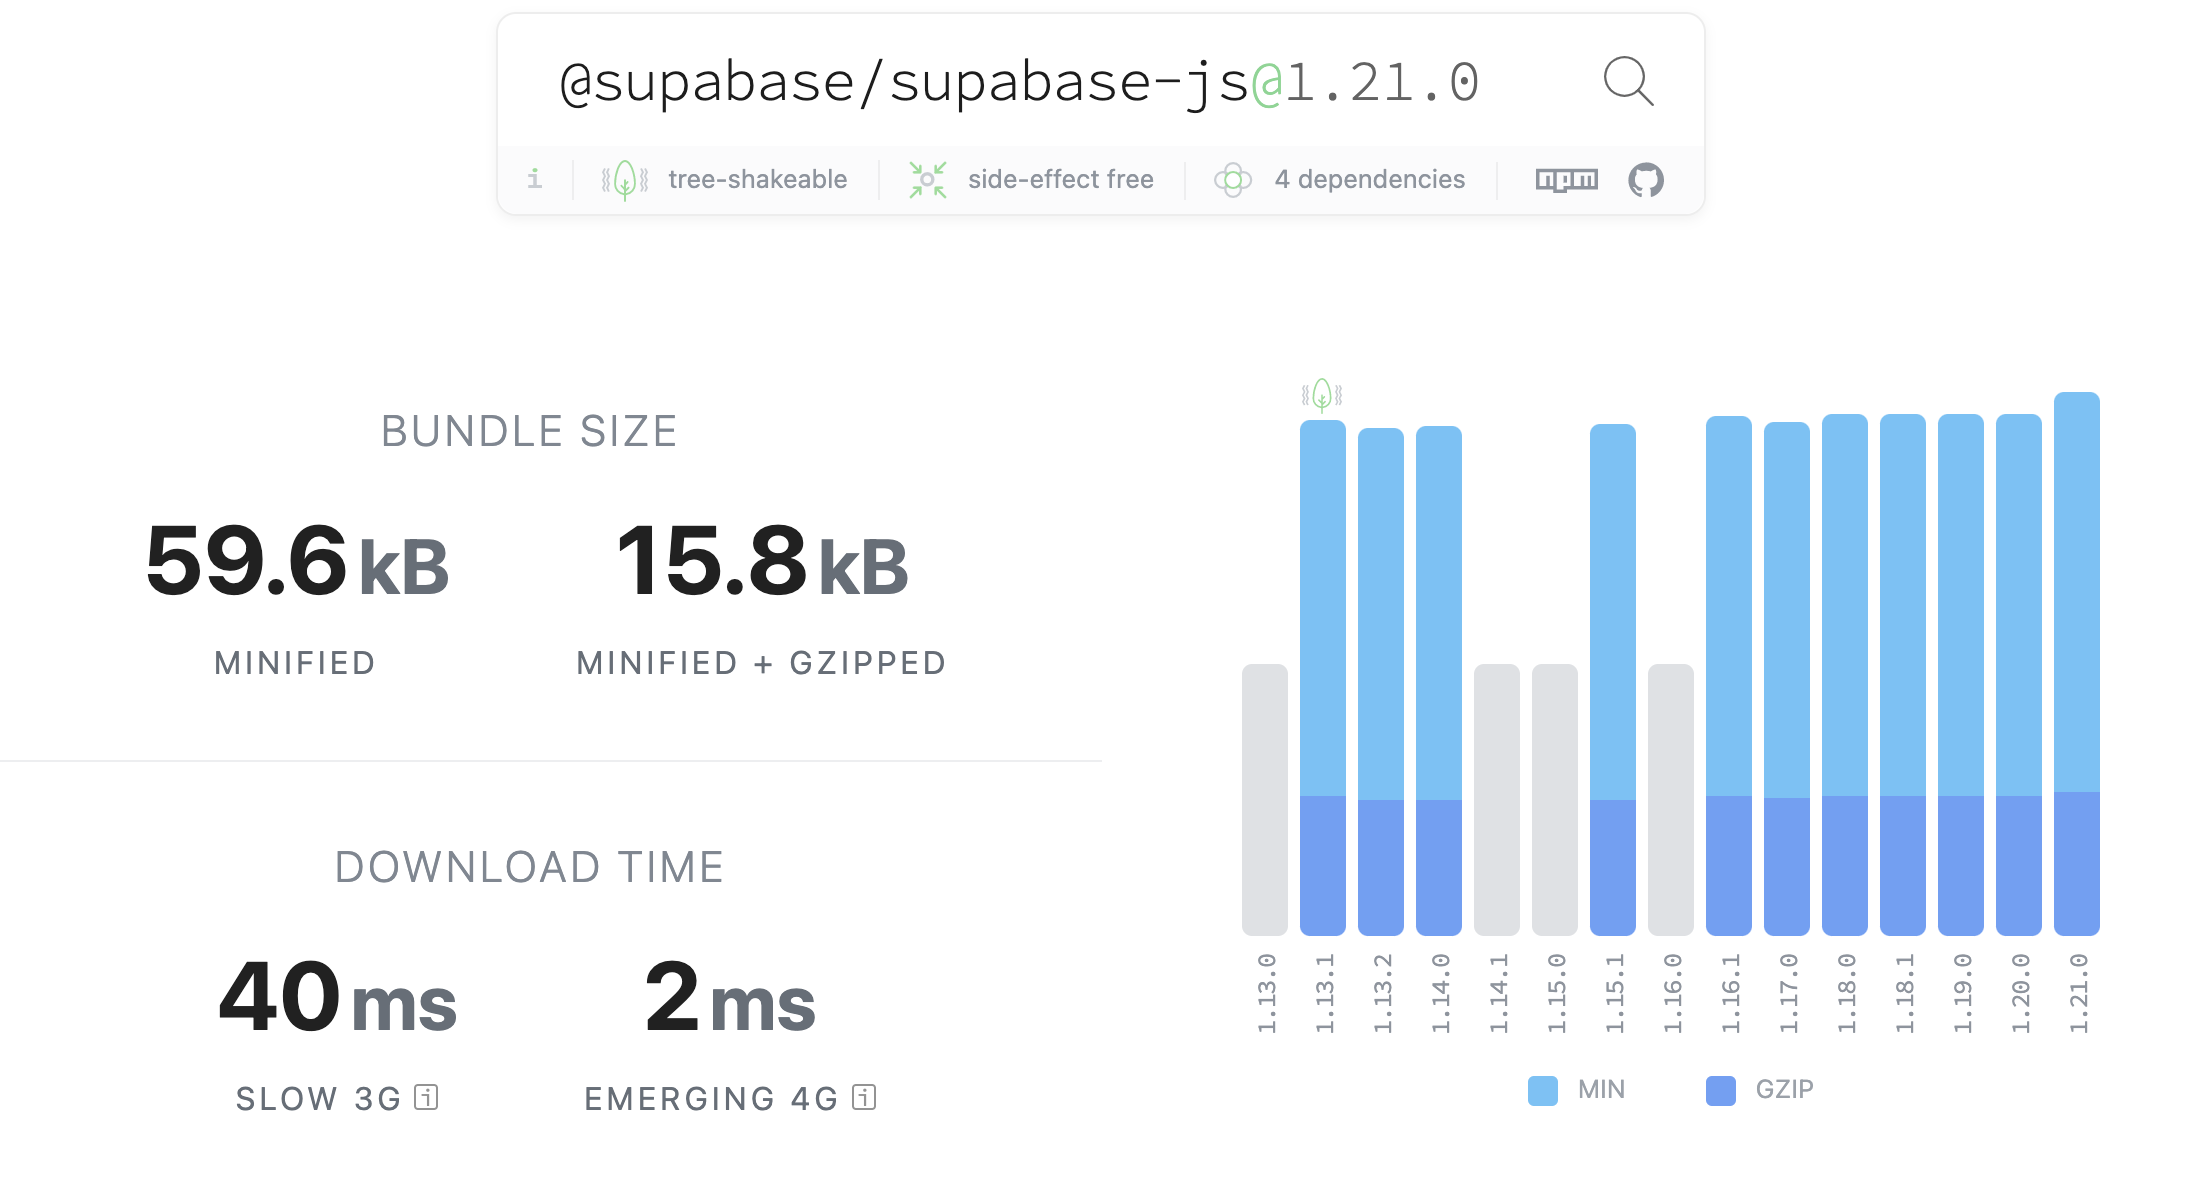 @supabase/supabase-js@1.21.0
i tree-shakeable side-effect free 4 dependencies npm
BUNDLE SIZE
59.6 kB 15.8 kB
MINIFIED MINIFIED + GZIPPED
DOWNLOAD TIME
40 ms 2 ms
SLOW 3G i EMERGING 4G i
1.13.0 1.13.1 1.13.2 1.14.0 1.14.1 1.15.0 1.15.1 1.16.0 1.16.1 1.17.0 1.18.0 1.18.1 1.19.0 1.20.0 1.21.0
MIN GZIP